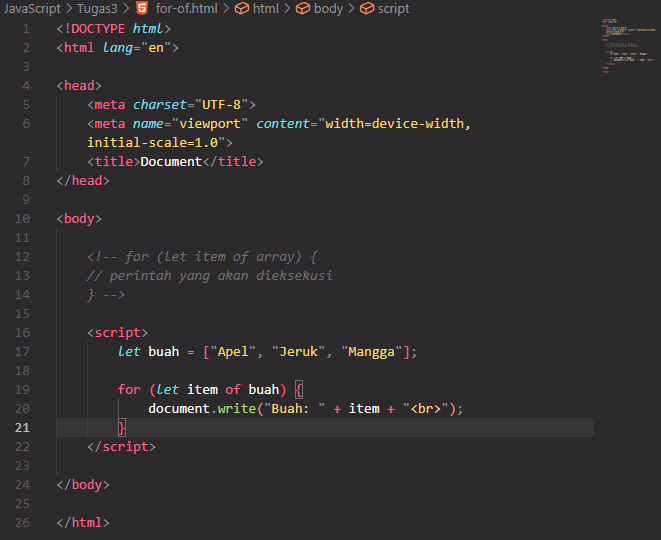 JavaScript > Tugas3 > for-of.html > html > body > script
1 <!DOCTYPE html>
2 <html lang="en">
3
4 <head>
5     <meta charset="UTF-8">
6     <meta name="viewport" content="width=device-width,
    initial-scale=1.0">
7     <title>Document</title>
8 </head>
9
10 <body>
11
12     <!-- for (let item of array) {
13     // perintah yang akan dieksekusi
14     } -->
15
16     <script>
17         let buah = ["Apel", "Jeruk", "Mangga"];
18
19         for (let item of buah) {
20             document.write("Buah: " + item + "<br>");
21         }
22     </script>
23
24 </body>
25
26 </html>